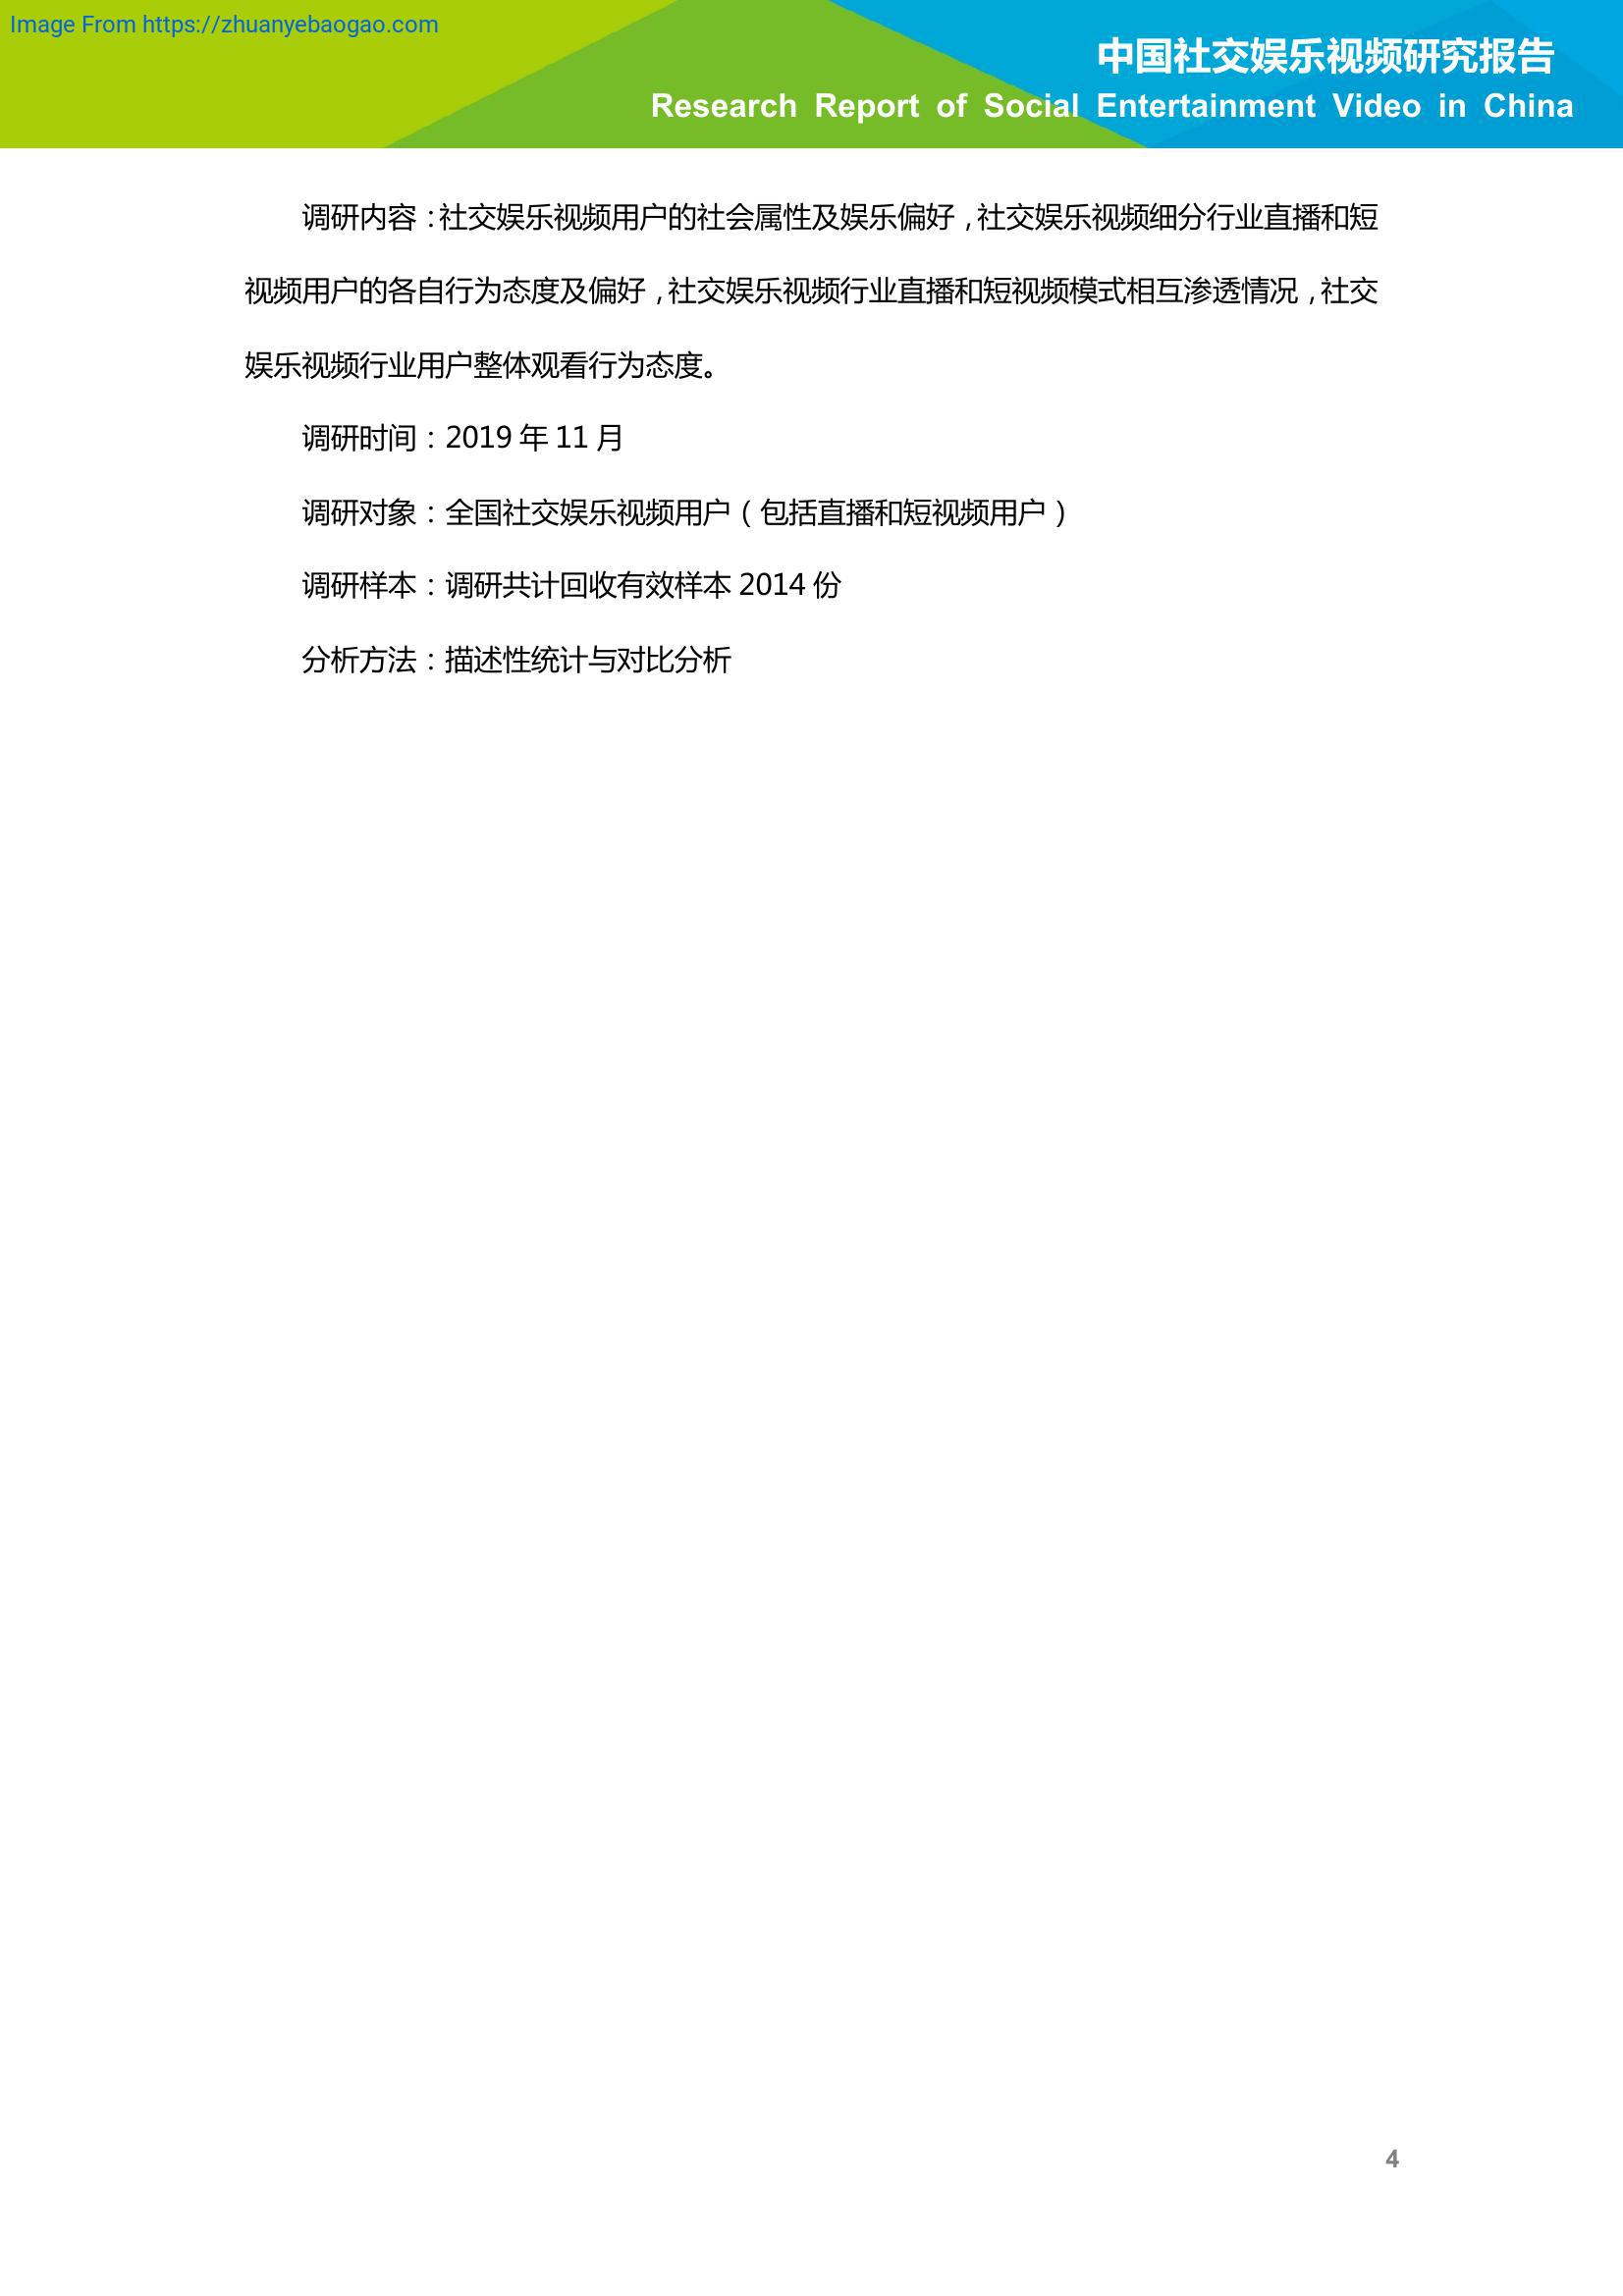 Image From https://zhuanyebaogao.com
中国社交娱乐视频研究报告
Research Report of Social Entertainment Video in China
调研内容：社交娱乐视频用户的社会属性及娱乐偏好，社交娱乐视频细分行业直播和短
视频用户的各自行为态度及偏好，社交娱乐视频行业直播和短视频模式相互渗透情况，社交
娱乐视频行业用户整体观看行为态度。
调研时间：2019 年 11 月
调研对象：全国社交娱乐视频用户（包括直播和短视频用户）
调研样本：调研共计回收有效样本 2014 份
分析方法：描述性统计与对比分析
4